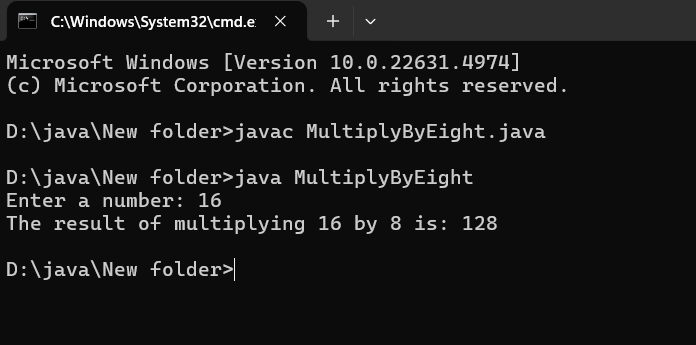 C:\Windows\System32\cmd.e
Microsoft Windows [Version 10.0.22631.4974]
(c) Microsoft Corporation. All rights reserved.
D:\java\New folder>javac MultiplyByEight.java
D:\java\New folder>java MultiplyByEight
Enter a number: 16
The result of multiplying 16 by 8 is: 128
D:\java\New folder>